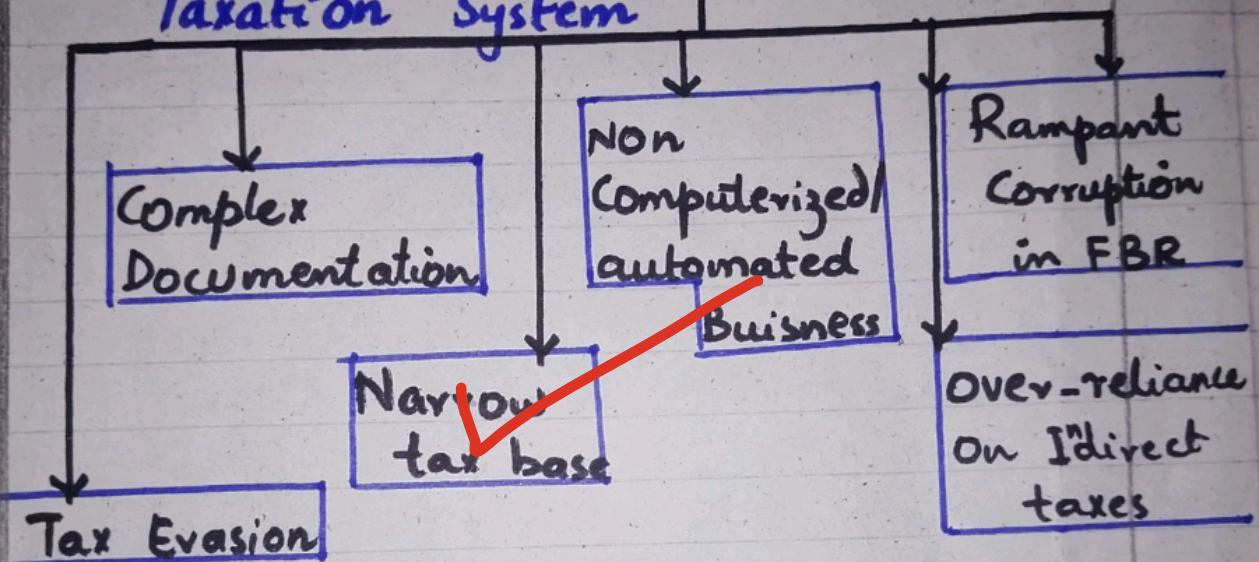 Taxation System
Complex
Documentation
Non
Computerized/
automated
Buisness
Rampant
Corruption
in FBR
Narrow
tax base
Over-reliance
on Indirect
taxes
Tax Evasion